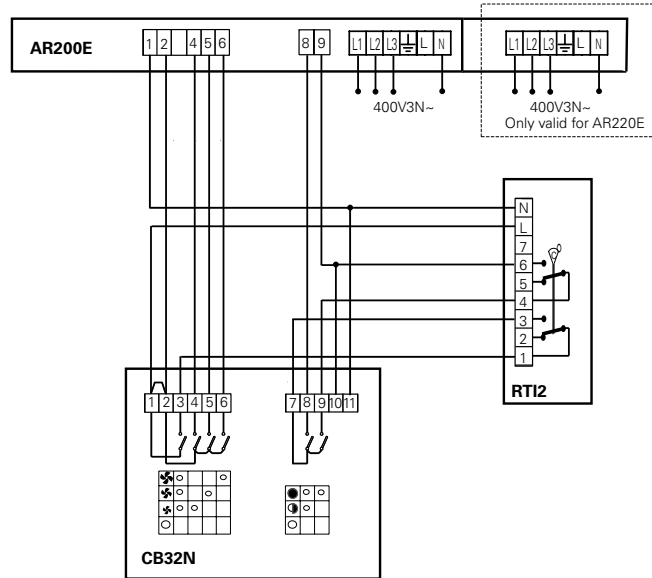 AR200E
1 2 4 5 6
8 9
L1 L2 L3 L N
L1 L2 L3 L N
400V3N~
400V3N~
Only valid for AR220E
N
L
7
6
5
4
3
2
1
RTI2
1 2 3 4 5 6
7 8 9 10 11
CB32N